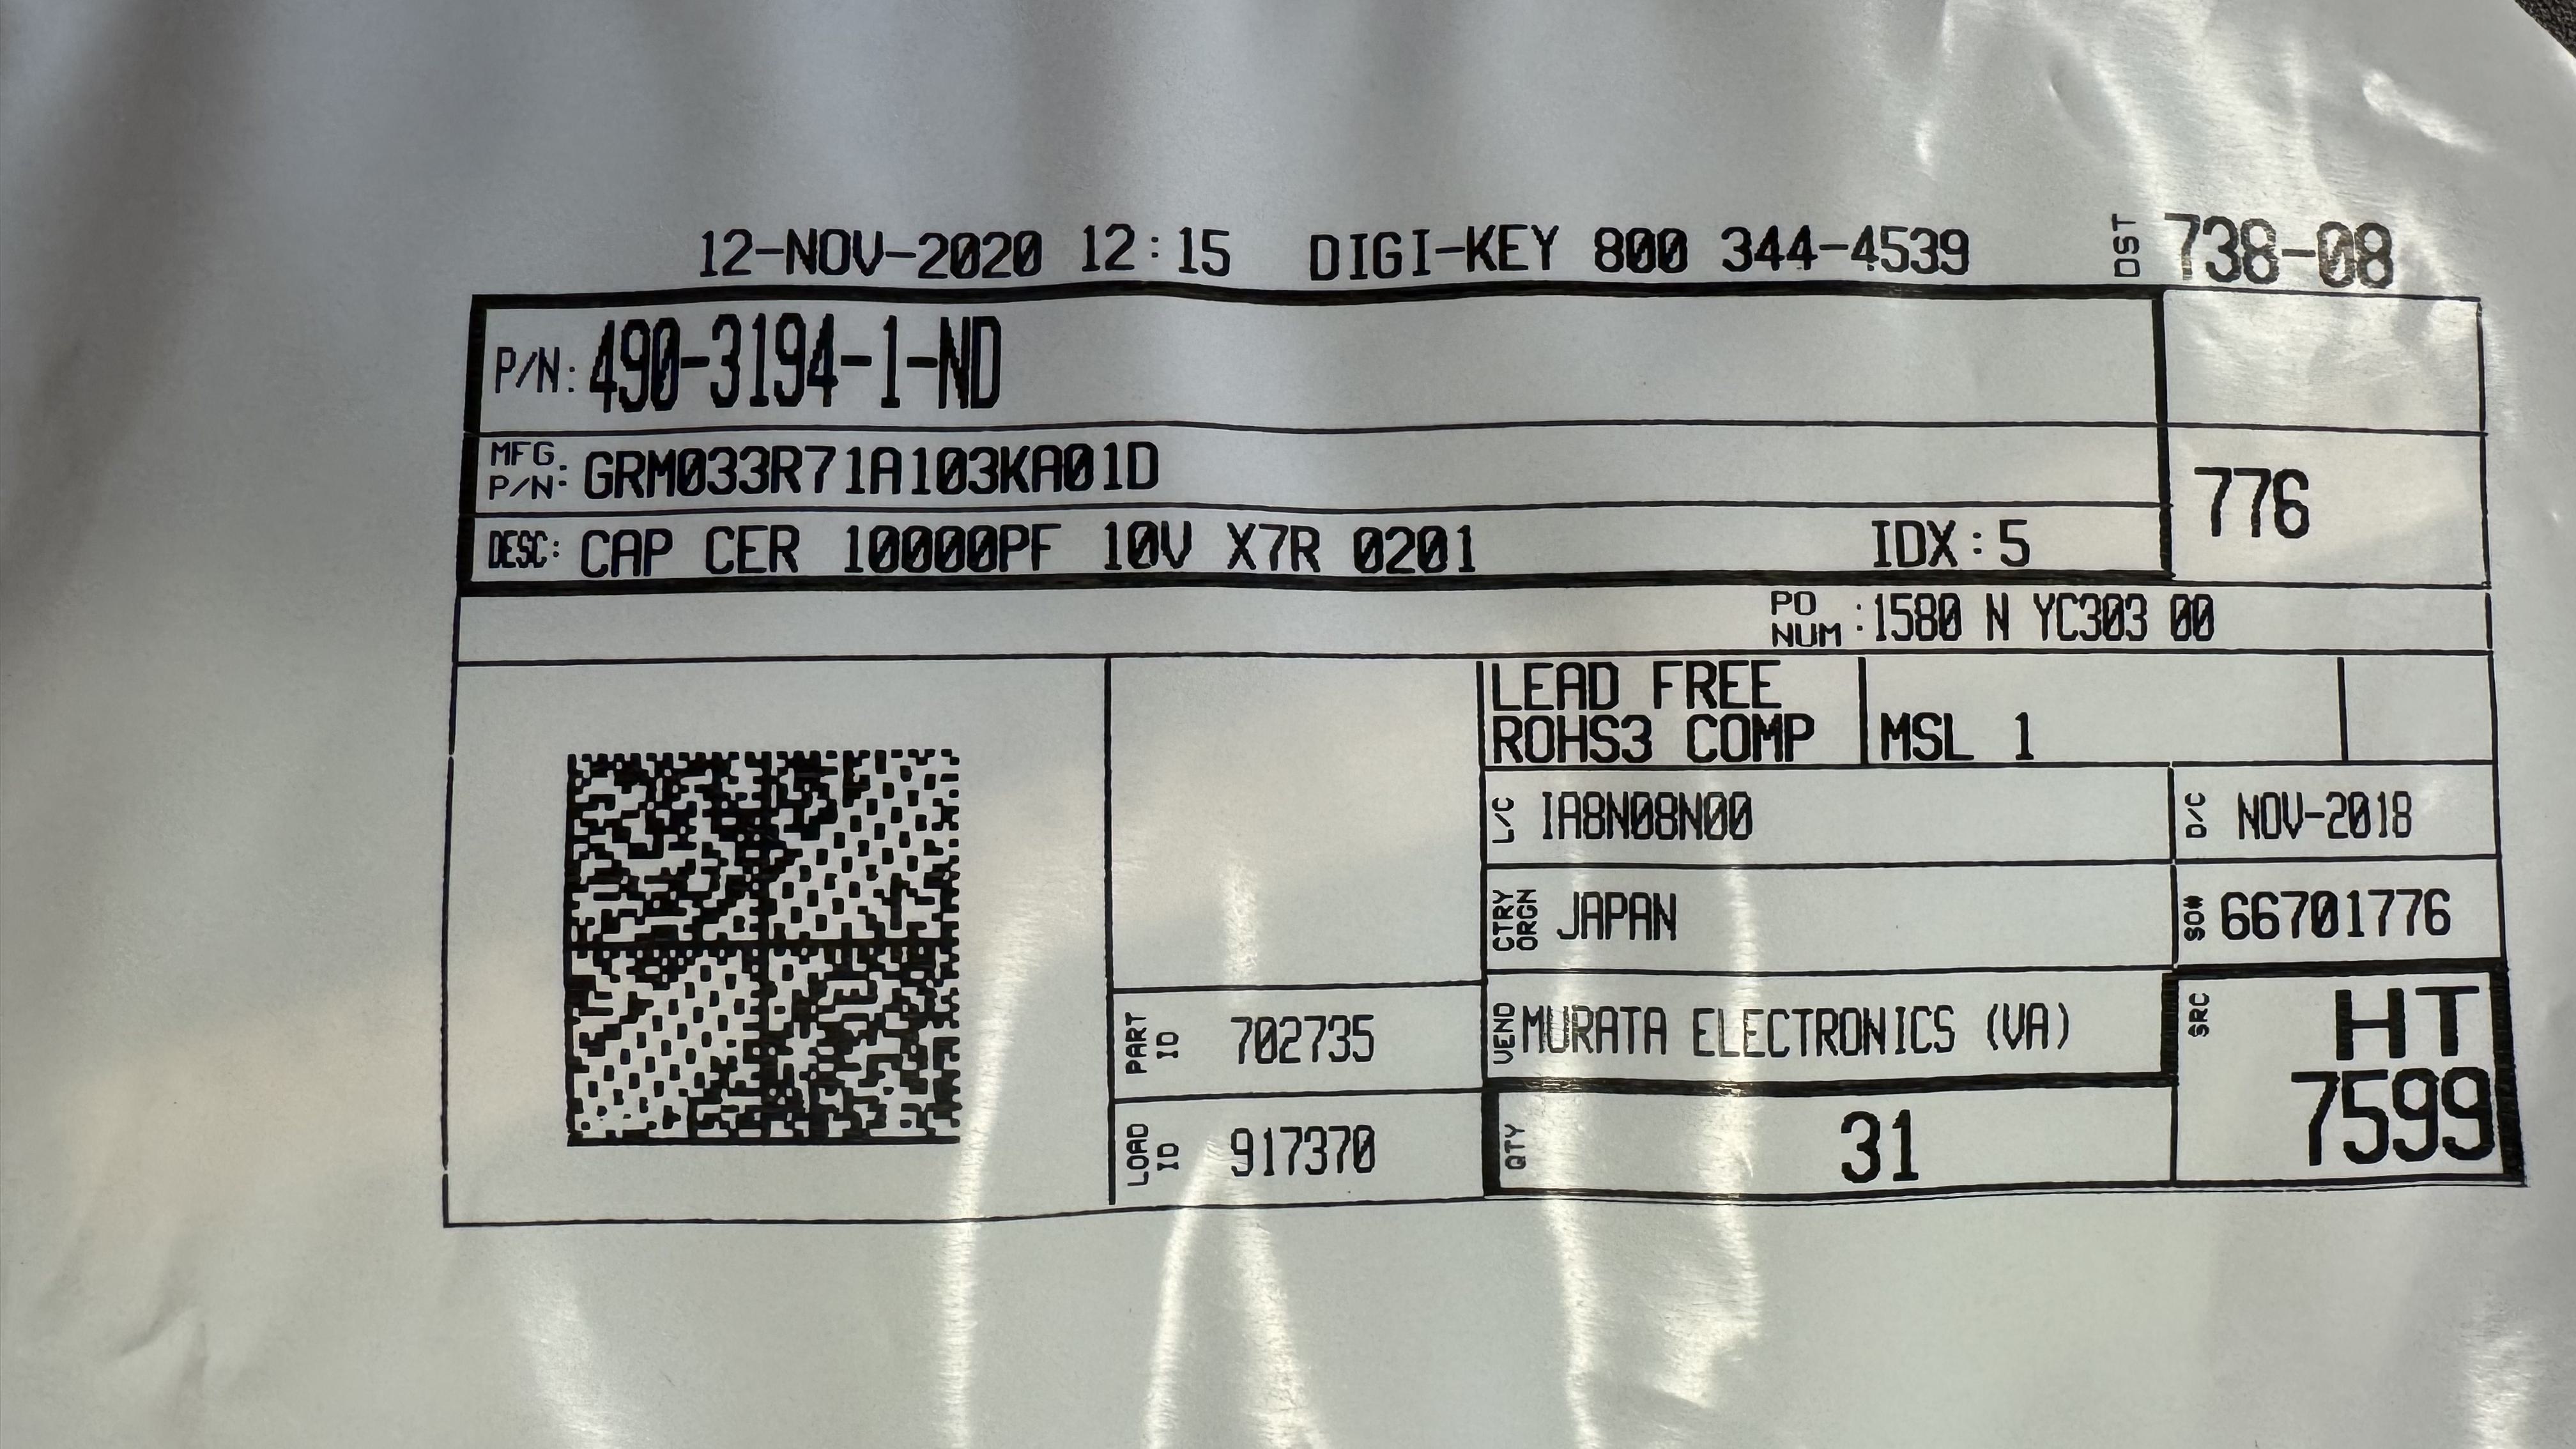 12-NOV-2020 12:15 DIGI-KEY 800 344-4539 DST 738-08
P/N: 490-3194-1-ND
MFG. P/N: GRM033R71A103KA01D
776
DESC: CAP CER 10000PF 10V X7R 0201 IDX:5
PO NUM :1580 N YC303 00
LEAD FREE
ROHS3 COMP MSL 1
L/C IA8N08N00 D/C NOV-2018
CTRY ORGN JAPAN SO# 66701776
PART ID 702735 VEND MURATA ELECTRONICS (VA) SRC HT
7599
LOAD ID 917370 QTY 31